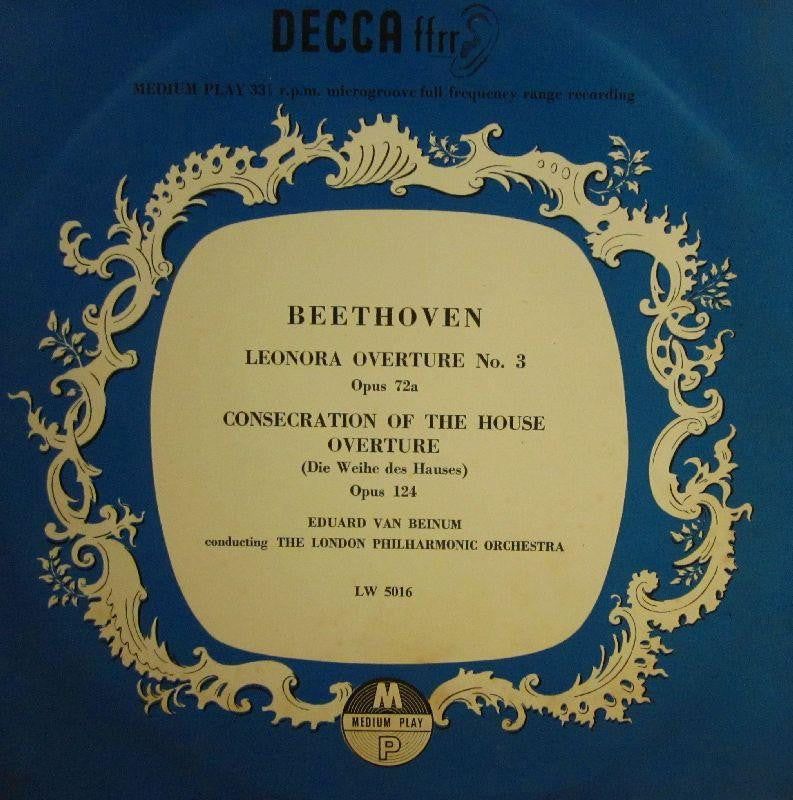 DECCA ffrr
MEDIUM PLAY 33⅓ r.p.m. microgroove full frequency range recording
BEETHOVEN
LEONORA OVERTURE No. 3
Opus 72a
CONSECRATION OF THE HOUSE
OVERTURE
(Die Weihe des Hauses)
Opus 124
EDUARD VAN BEINUM
conducting THE LONDON PHILHARMONIC ORCHESTRA
LW 5016
M
MEDIUM PLAY
P